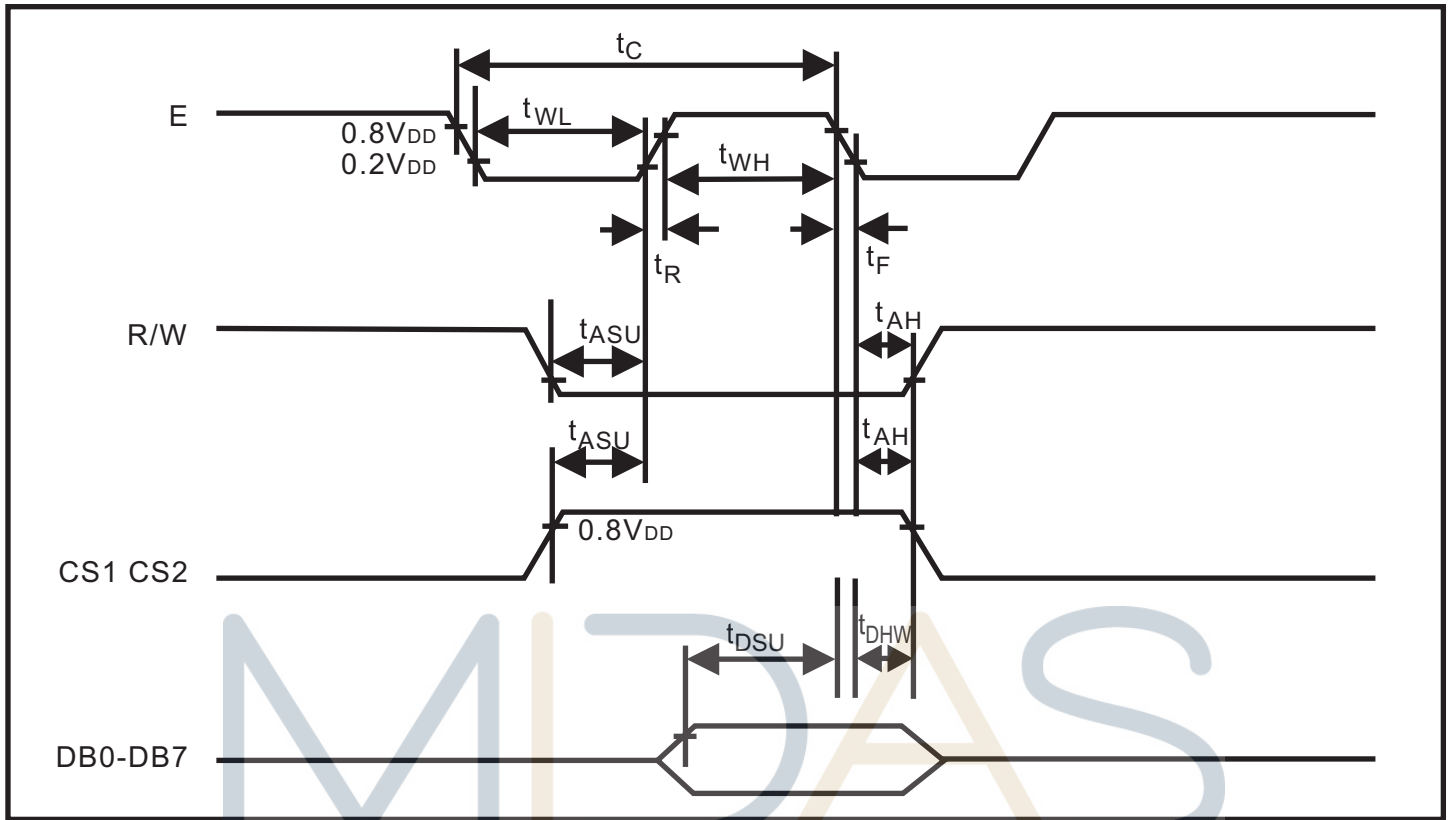 tC
E
tWL
0.8VDD
0.2VDD
tWH
tR
tF
R/W
tASU
tAH
tASU
tAH
0.8VDD
CS1 CS2
tDSU
tDHW
DB0-DB7
MIDAS